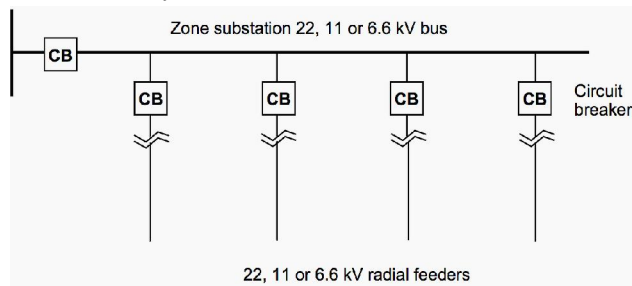 Zone substation 22, 11 or 6.6 kV bus
CB
CB
CB
CB
CB
Circuit
breaker
22, 11 or 6.6 kV radial feeders